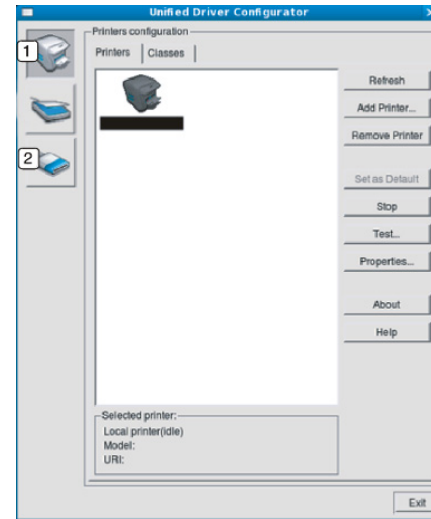 Unified Driver Configurator
1
2
Printers configuration
Printers
Classes
Refresh
Add Printer...
Remove Printer
Set as Default
Stop
Test...
Properties...
About
Help
Selected printer:
Local printer(idle)
Model:
URI:
Exit